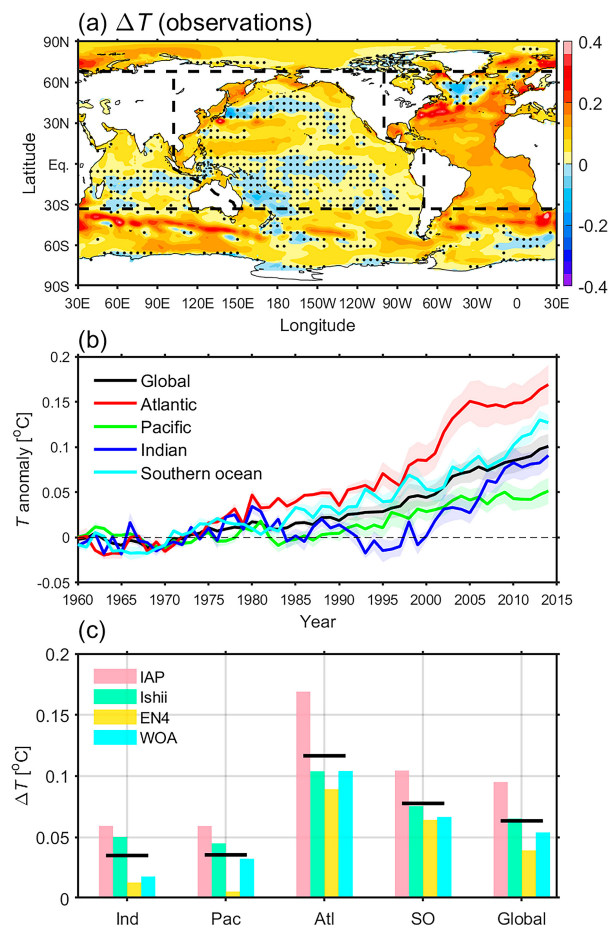 (a) ΔT (observations)
90N
60N
30N
Eq.
30S
60S
90S
Latitude
30E 60E 90E 120E 150E 180E 150W 120W 90W 60W 30W 0 30E
Longitude
0.4
0.2
0
-0.2
-0.4
(b)
0.2
0.15
0.1
0.05
0
-0.05
T anomaly [°C]
Global
Atlantic
Pacific
Indian
Southern ocean
1960 1965 1970 1975 1980 1985 1990 1995 2000 2005 2010 2015
Year
(c)
0.2
0.15
0.1
0.05
0
ΔT [°C]
IAP
Ishii
EN4
WOA
Ind Pac Atl SO Global